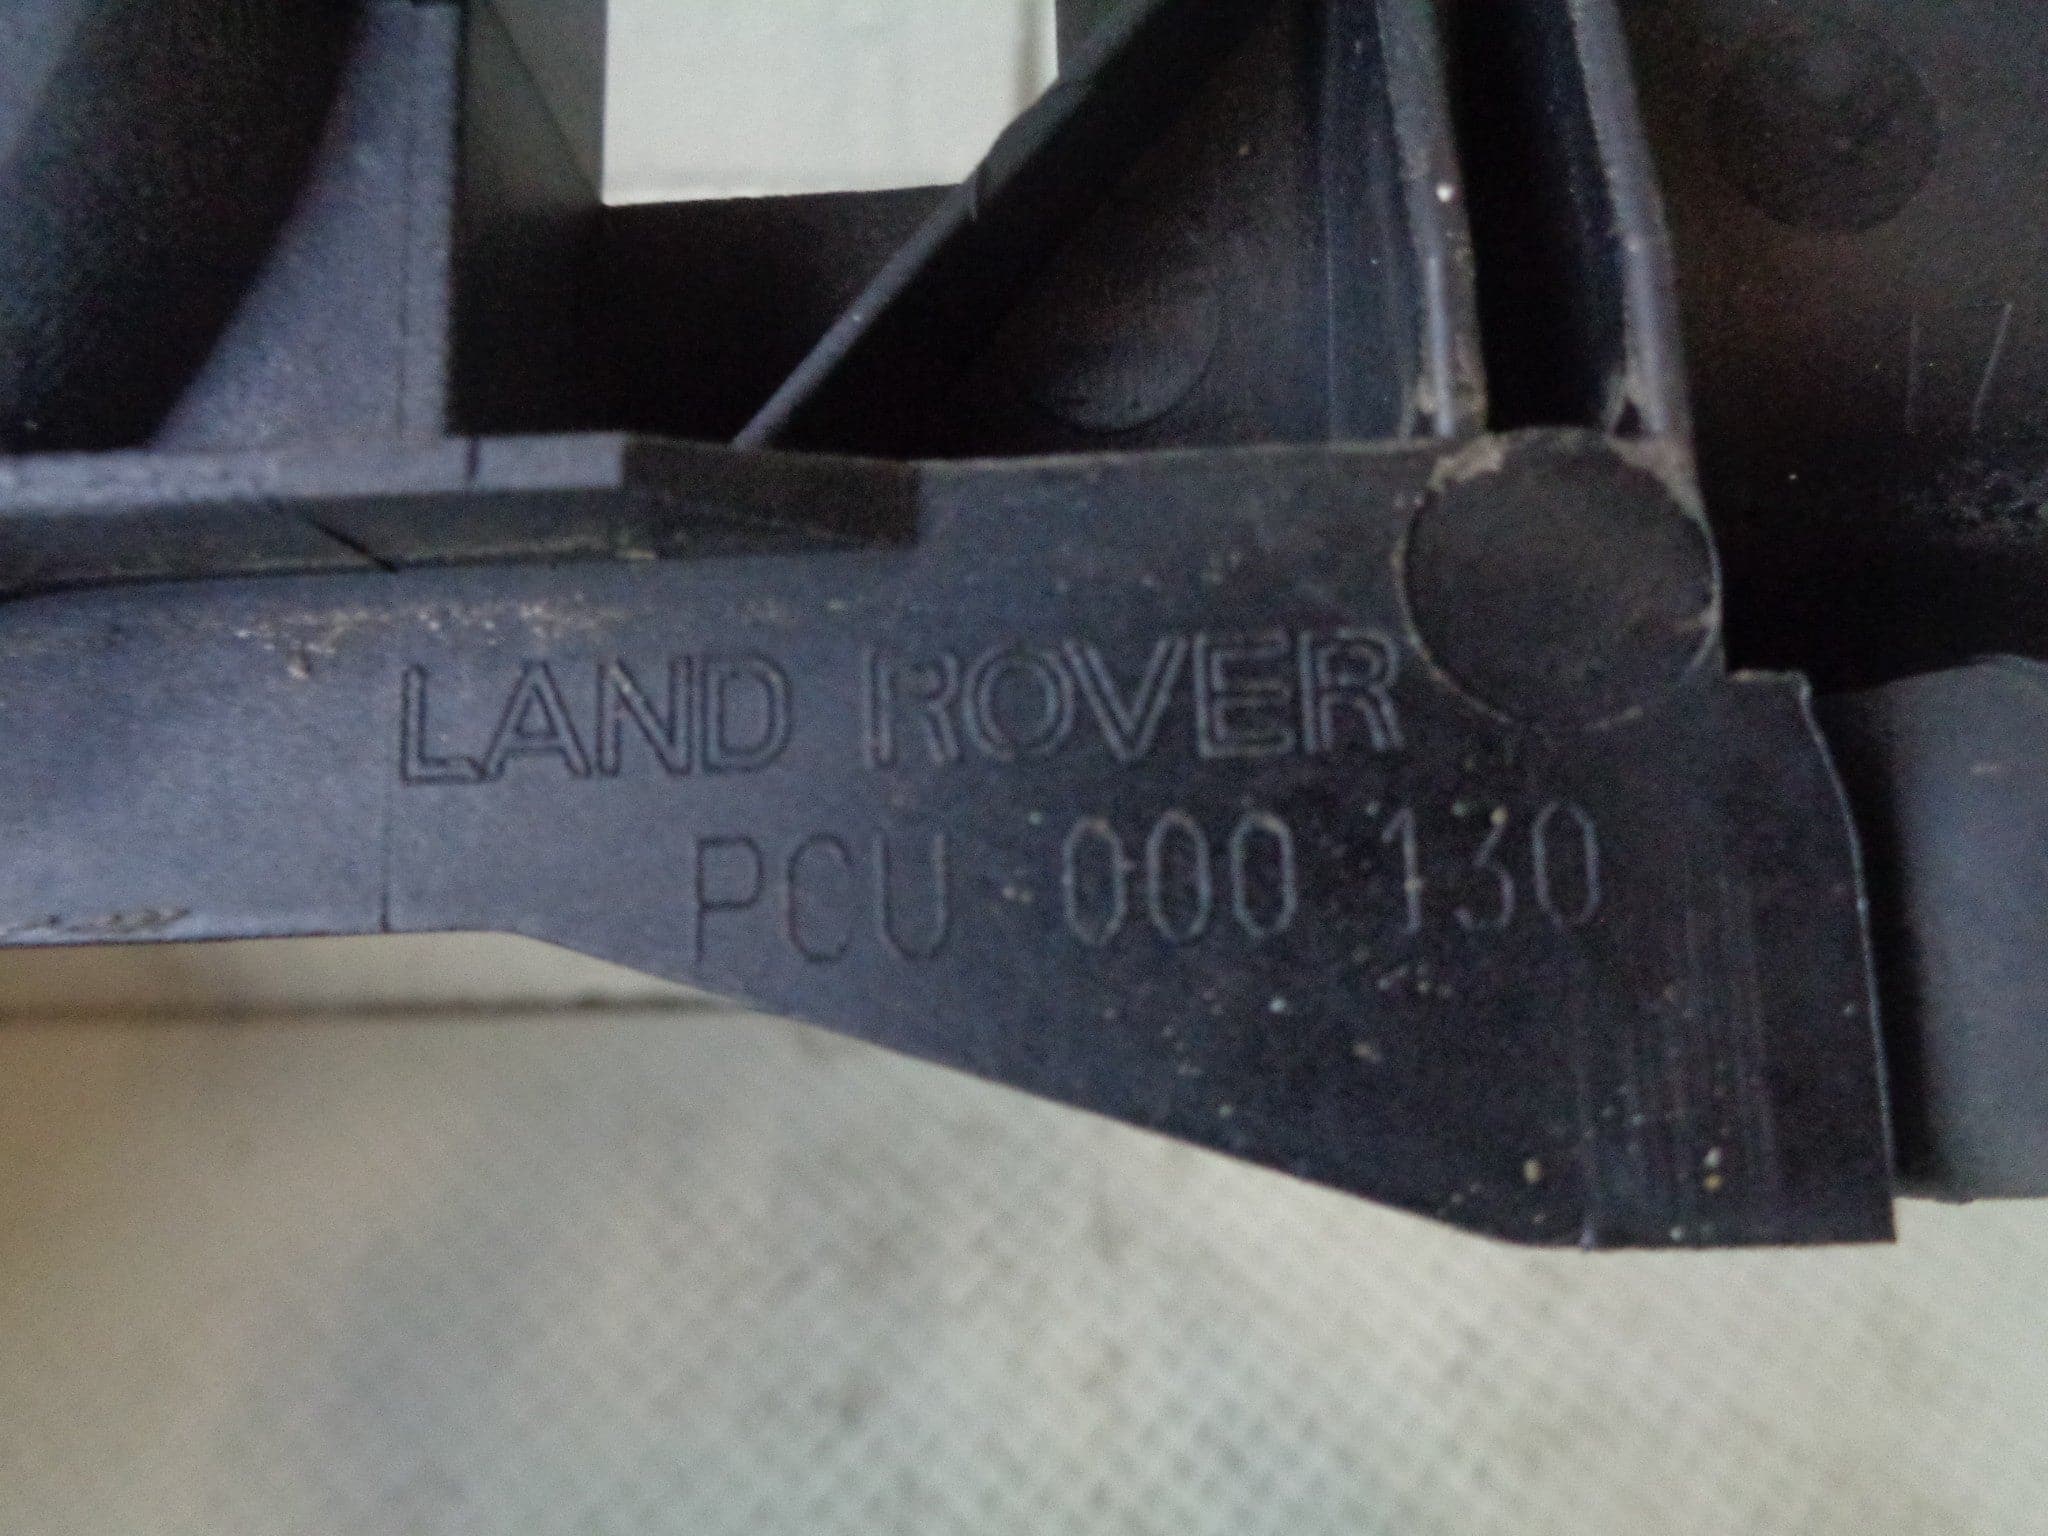 LAND ROVER
PCU 000 130